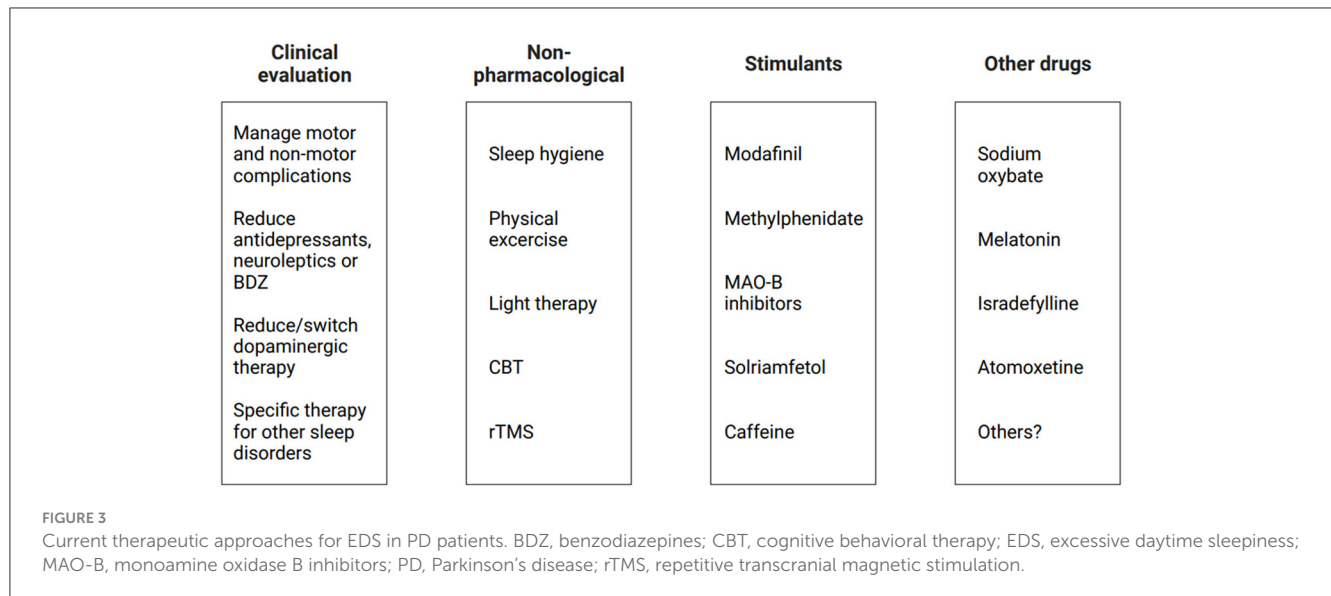 Clinical
evaluation
Manage motor
and non-motor
complications
Reduce
antidepressants,
neuroleptics or
BDZ
Reduce/switch
dopaminergic
therapy
Specific therapy
for other sleep
disorders
Non-
pharmacological
Sleep hygiene
Physical
excercise
Light therapy
CBT
rTMS
Stimulants
Modafinil
Methylphenidate
MAO-B
inhibitors
Solriamfetol
Caffeine
Other drugs
Sodium
oxybate
Melatonin
Isradefylline
Atomoxetine
Others?
FIGURE 3
Current therapeutic approaches for EDS in PD patients. BDZ, benzodiazepines; CBT, cognitive behavioral therapy; EDS, excessive daytime sleepiness;
MAO-B, monoamine oxidase B inhibitors; PD, Parkinson's disease; rTMS, repetitive transcranial magnetic stimulation.